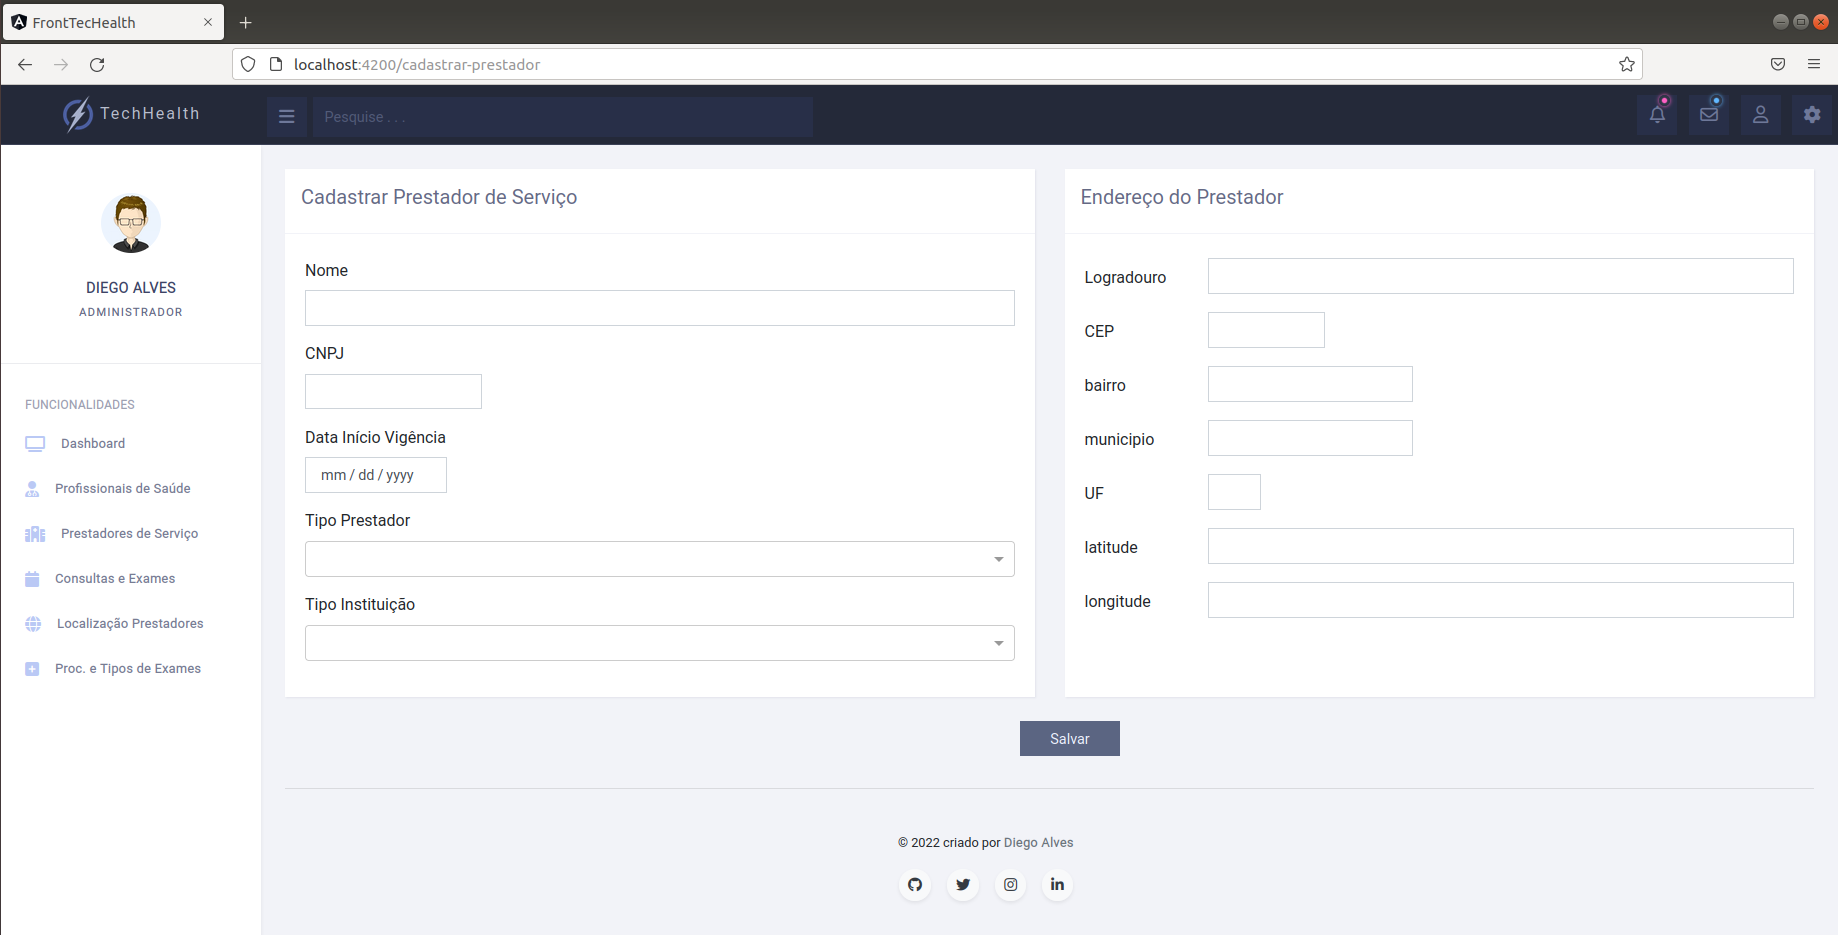 FrontTecHealth
localhost:4200/cadastrar-prestador
TechHealth
Pesquise . . .
DIEGO ALVES
ADMINISTRADOR
FUNCIONALIDADES
Dashboard
Profissionais de Saúde
Prestadores de Serviço
Consultas e Exames
Localização Prestadores
Proc. e Tipos de Exames
Cadastrar Prestador de Serviço
Nome
CNPJ
Data Início Vigência
mm / dd / yyyy
Tipo Prestador
Tipo Instituição
Endereço do Prestador
Logradouro
CEP
bairro
municipio
UF
latitude
longitude
Salvar
© 2022 criado por Diego Alves